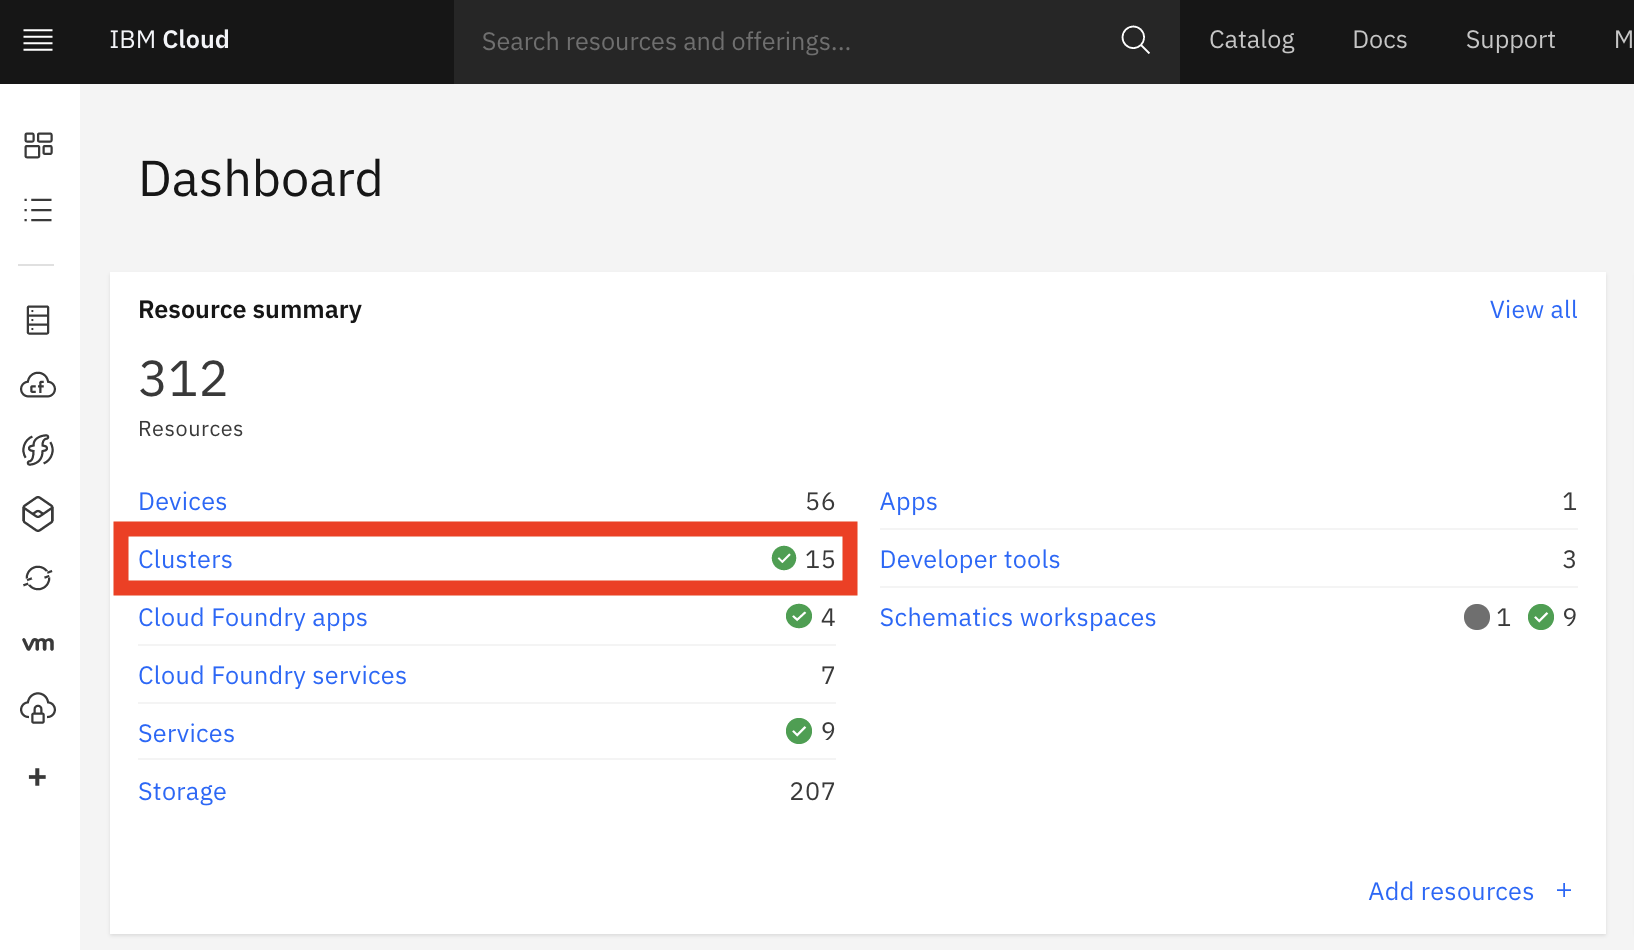 IBM Cloud
Search resources and offerings...
Catalog
Docs
Support
M
cf
vm
Dashboard
Resource summary
View all
312
Resources
Devices 56
Clusters 15
Cloud Foundry apps 4
Cloud Foundry services 7
Services 9
Storage 207
Apps 1
Developer tools 3
Schematics workspaces 1 9
Add resources +